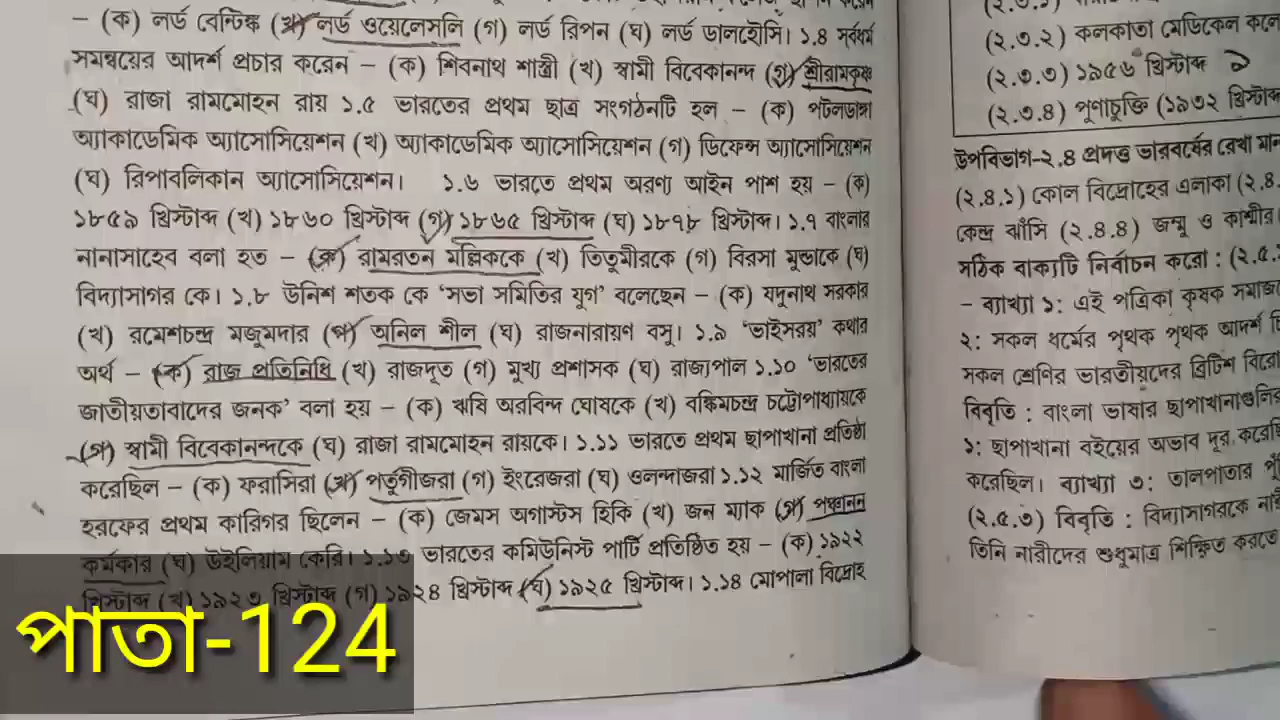 – (ক) লর্ড বেন্টিঙ্ক (খ) লর্ড ওয়েলেসলি (গ) লর্ড রিপন (ঘ) লর্ড ডালহৌসি। ১.৪ সর্বধর্ম
সমন্বয়ের আদর্শ প্রচার করেন – (ক) শিবনাথ শাস্ত্রী (খ) স্বামী বিবেকানন্দ (গ) শ্রীরামকৃষ্ণ
(ঘ) রাজা রামমোহন রায় ১.৫ ভারতের প্রথম ছাত্র সংগঠনটি হল – (ক) পটলডাঙ্গা
অ্যাকাডেমিক অ্যাসোসিয়েশন (খ) অ্যাকাডেমিক অ্যাসোসিয়েশন (গ) ডিফেন্স অ্যাসোসিয়েশন
(ঘ) রিপাবলিকান অ্যাসোসিয়েশন। ১.৬ ভারতে প্রথম অরণ্য আইন পাশ হয় – (ক)
১৮৫৯ খ্রিস্টাব্দ (খ) ১৮৬০ খ্রিস্টাব্দ (গ) ১৮৬৫ খ্রিস্টাব্দ (ঘ) ১৮৭৮ খ্রিস্টাব্দ। ১.৭ বাংলার
নানাসাহেব বলা হত – (ক) রামরতন মল্লিককে (খ) তিতুমীরকে (গ) বিরসা মুন্ডাকে (ঘ)
বিদ্যাসাগর কে। ১.৮ উনিশ শতক কে ‘সভা সমিতির যুগ’ বলেছেন – (ক) যদুনাথ সরকার
(খ) রমেশচন্দ্র মজুমদার (গ) অনিল শীল (ঘ) রাজনারায়ণ বসু। ১.৯ ‘ভাইসরয়’ কথার
অর্থ – (ক) রাজ প্রতিনিধি (খ) রাজদূত (গ) মুখ্য প্রশাসক (ঘ) রাজ্যপাল ১.১০ ‘ভারতের
জাতীয়তাবাদের জনক’ বলা হয় – (ক) ঋষি অরবিন্দ ঘোষকে (খ) বঙ্কিমচন্দ্র চট্টোপাধ্যায়কে
(গ) স্বামী বিবেকানন্দকে (ঘ) রাজা রামমোহন রায়কে। ১.১১ ভারতে প্রথম ছাপাখানা প্রতিষ্ঠা
করেছিল – (ক) ফরাসিরা (খ) পর্তুগীজরা (গ) ইংরেজরা (ঘ) ওলন্দাজরা ১.১২ মার্জিত বাংলা
হরফের প্রথম কারিগর ছিলেন – (ক) জেমস অগাস্টস হিকি (খ) জন ম্যাক (গ) পঞ্চানন
কর্মকার (ঘ) উইলিয়াম কেরি। ১.১৩ ভারতের কমিউনিস্ট পার্টি প্রতিষ্ঠিত হয় – (ক) ১৯২২
খ্রিস্টাব্দ (খ) ১৯২৩ খ্রিস্টাব্দ (গ) ১৯২৪ খ্রিস্টাব্দ (ঘ) ১৯২৫ খ্রিস্টাব্দ। ১.১৪ মোপালা বিদ্রোহ
পাতা-124
(২.৩.২) কলকাতা মেডিকেল
(২.৩.৩) ১৯৫৬ খ্রিস্টাব্দ
(২.৩.৪) পুণাচুক্তি (১৯৩২ খ্রিস্টাব্দ
উপবিভাগ-২.৪ প্রদত্ত ভারতবর্ষের রেখা
(২.৪.১) কোল বিদ্রোহের এলাকা (২.৪.
কেন্দ্র ঝাঁসি (২.৪.৪) জম্মু ও কাশ্মীর
সঠিক বাক্যটি নির্বাচন করো : (২.৫.
– ব্যাখ্যা ১: এই পত্রিকা কৃষক
২: সকল ধর্মের পৃথক পৃথক আদর্শ
সকল শ্রেণির ভারতীয়দের ব্রিটিশ
বিবৃতি : বাংলা ভাষার ছাপাখানাগুলির
১: ছাপাখানা বইয়ের অভাব দূর
করেছিল। ব্যাখ্যা ৩: তালপাতার
(২.৫.৩) বিবৃতি : বিদ্যাসাগরকে
তিনি নারীদের শুধুমাত্র শিক্ষিত করতে